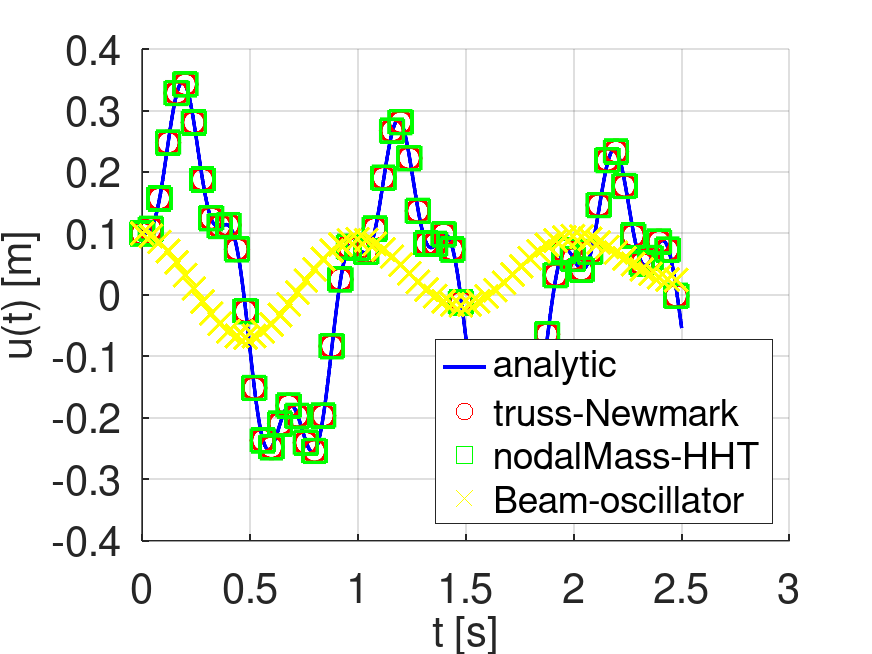 0.4
0.3
0.2
0.1
0
-0.1
-0.2
-0.3
-0.4
u(t) [m]
analytic
truss-Newmark
nodalMass-HHT
Beam-oscillator
0 0.5 1 1.5 2 2.5 3
t [s]